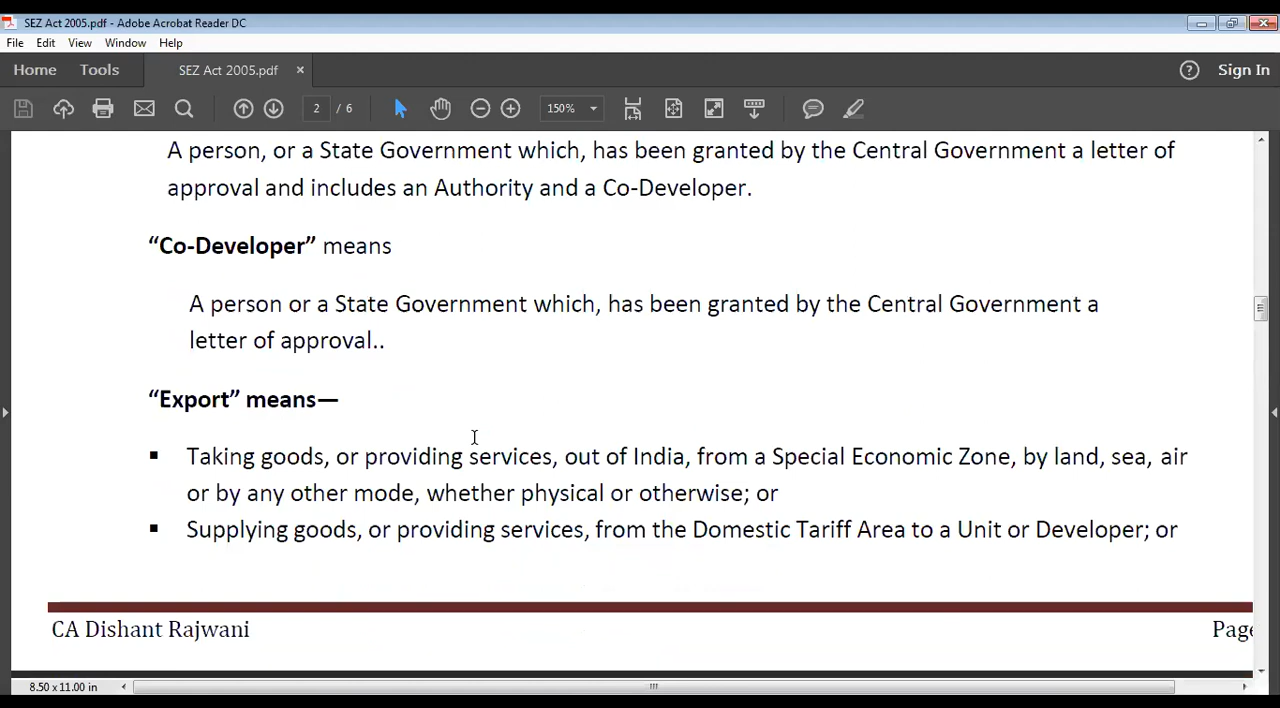 SEZ Act 2005.pdf - Adobe Acrobat Reader DC
File Edit View Window Help
Home Tools SEZ Act 2005.pdf × ? Sign In
2 / 6 150%
A person, or a State Government which, has been granted by the Central Government a letter of
approval and includes an Authority and a Co-Developer.
“Co-Developer” means
A person or a State Government which, has been granted by the Central Government a
letter of approval..
“Export” means—
▪ Taking goods, or providing services, out of India, from a Special Economic Zone, by land, sea, air
or by any other mode, whether physical or otherwise; or
▪ Supplying goods, or providing services, from the Domestic Tariff Area to a Unit or Developer; or
CA Dishant Rajwani Page
8.50 x 11.00 in